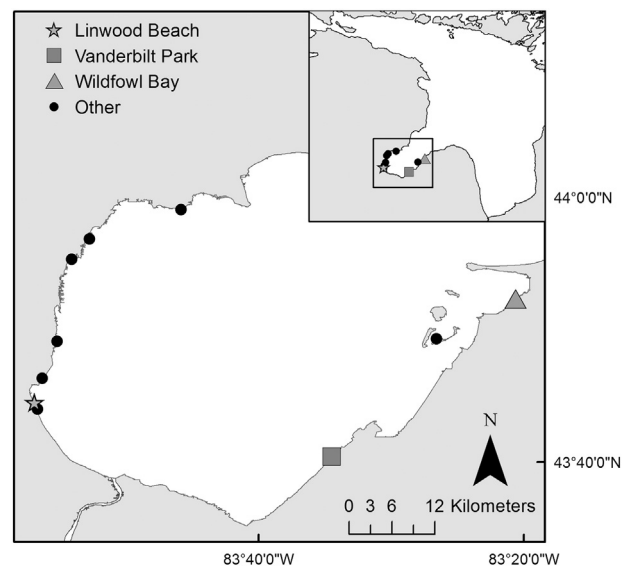 Linwood Beach
Vanderbilt Park
Wildfowl Bay
Other
44°0'0"N
43°40'0"N
N
0 3 6 12 Kilometers
83°40'0"W
83°20'0"W